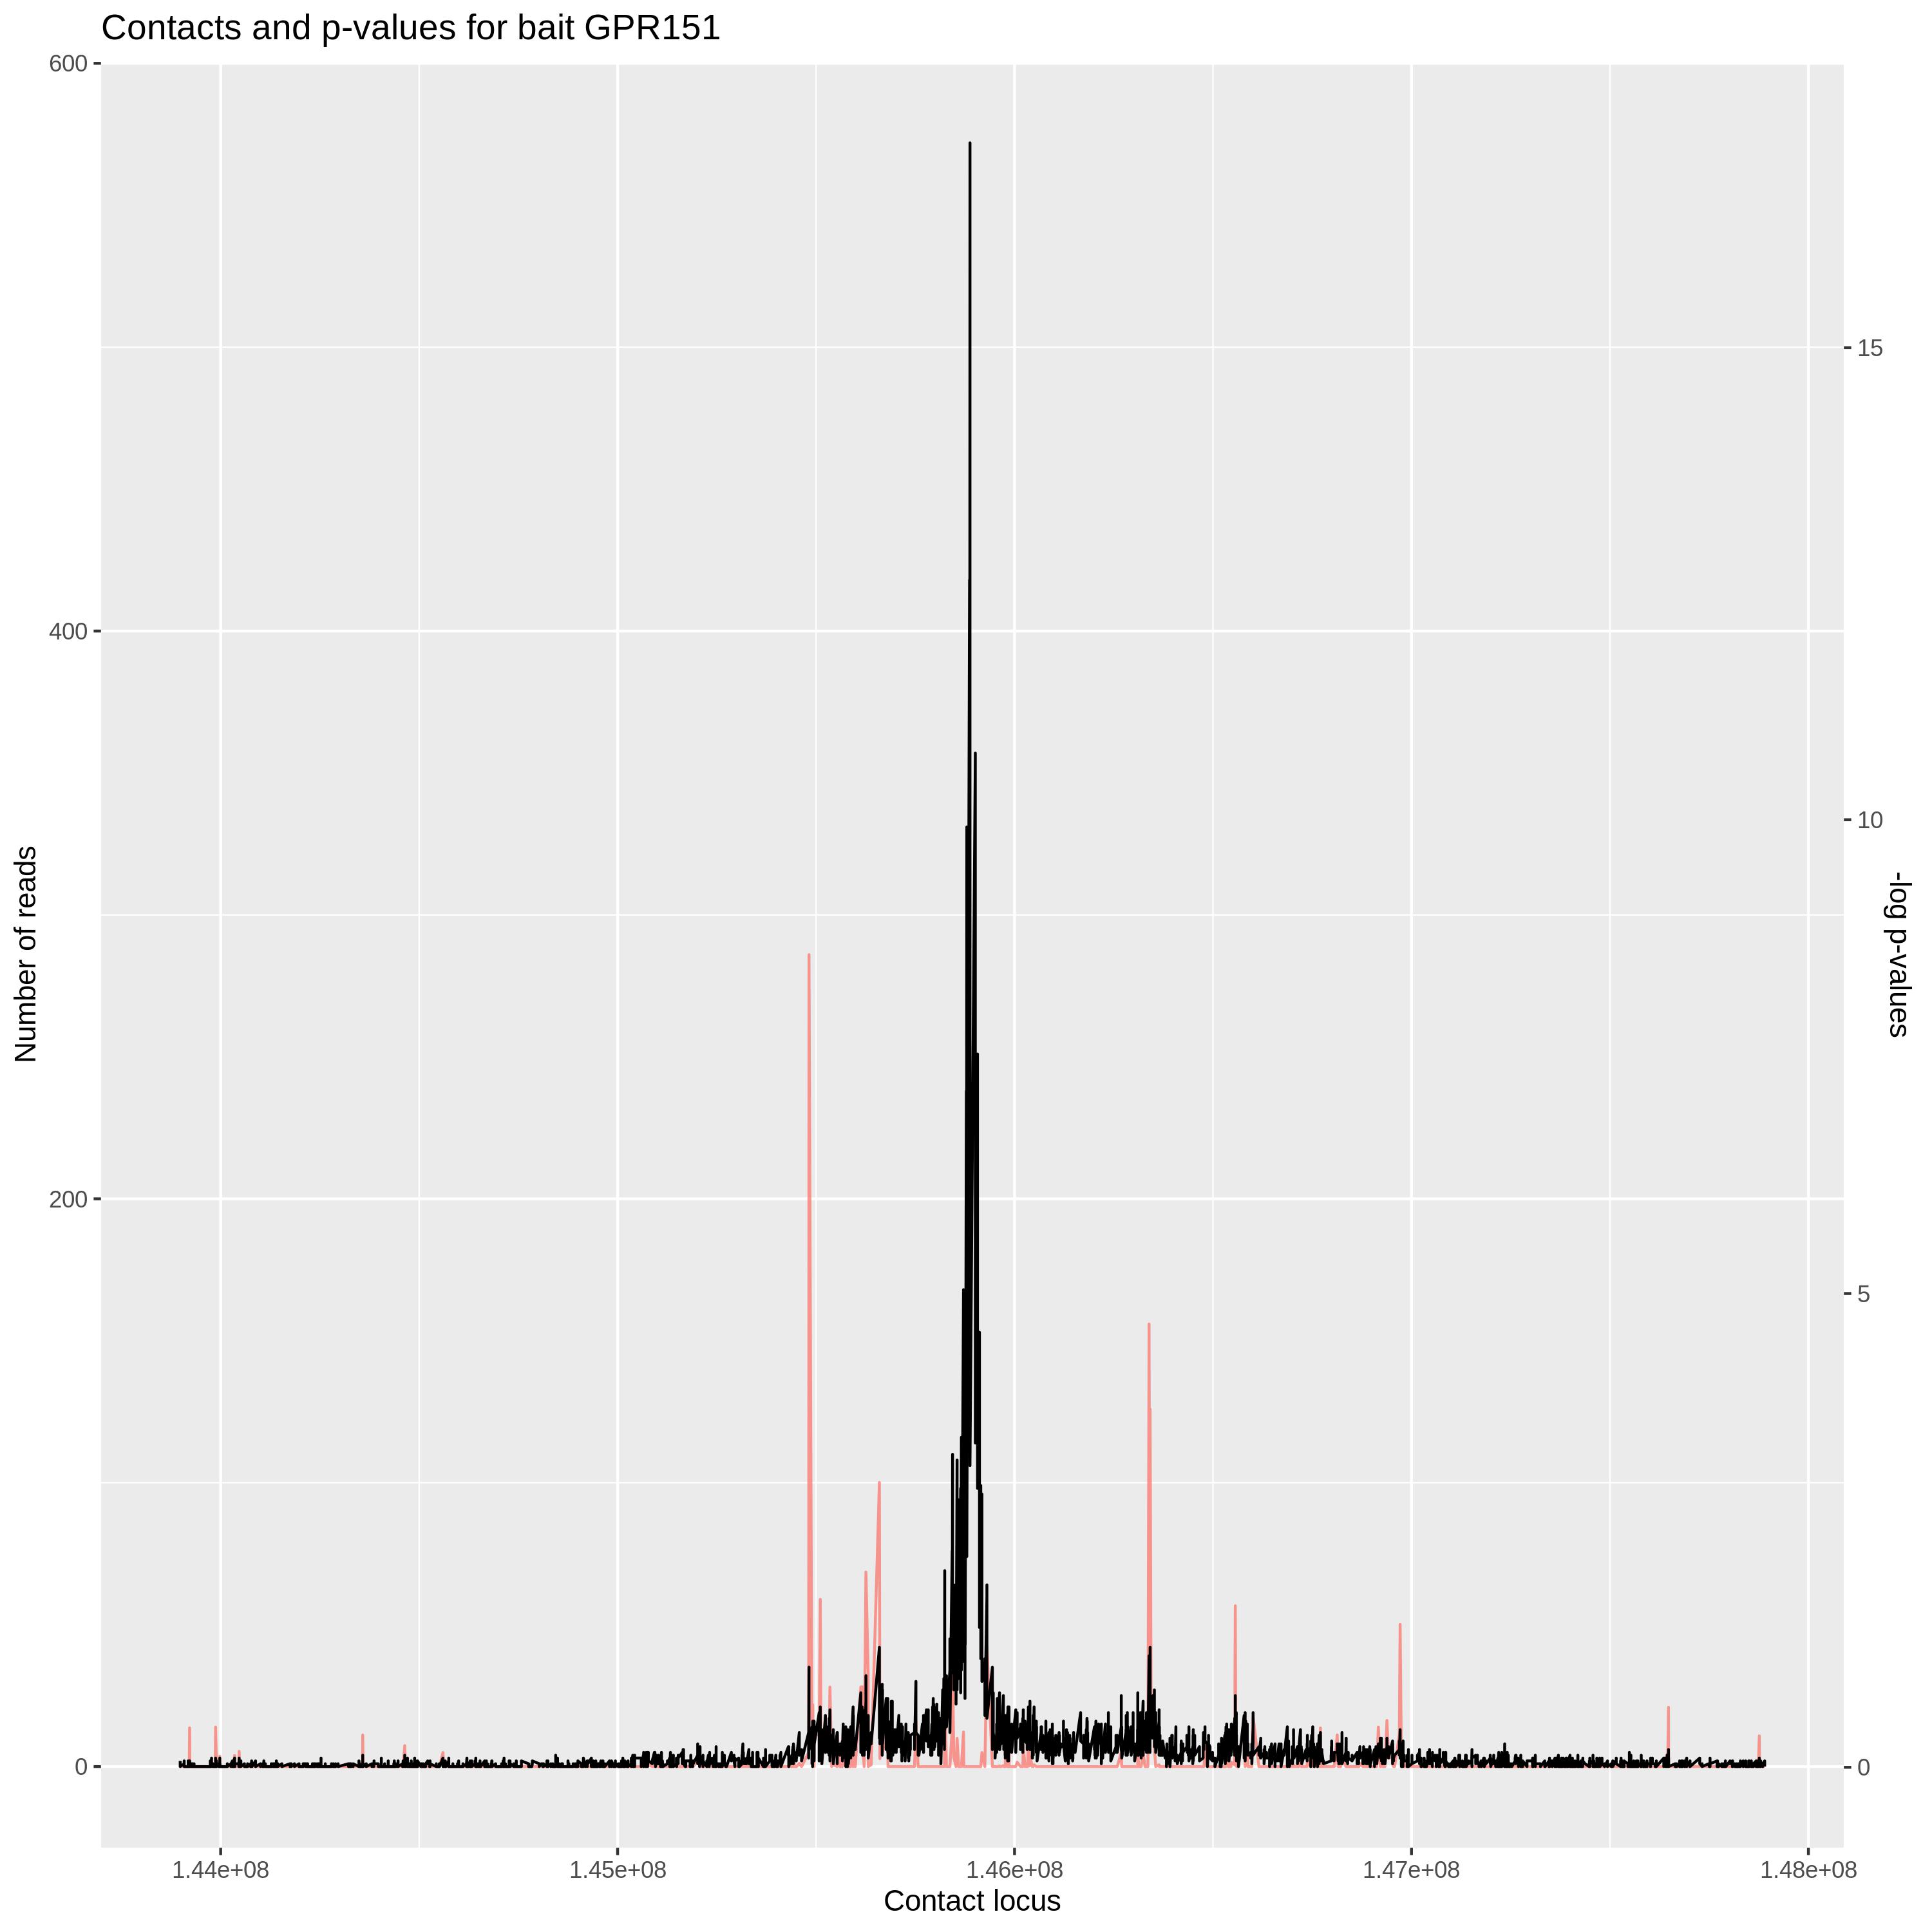 Contacts and p-values for bait GPR151
600
400
200
0
Number of reads
15
10
5
0
-log p-values
1.44e+08
1.45e+08
1.46e+08
1.47e+08
1.48e+08
Contact locus